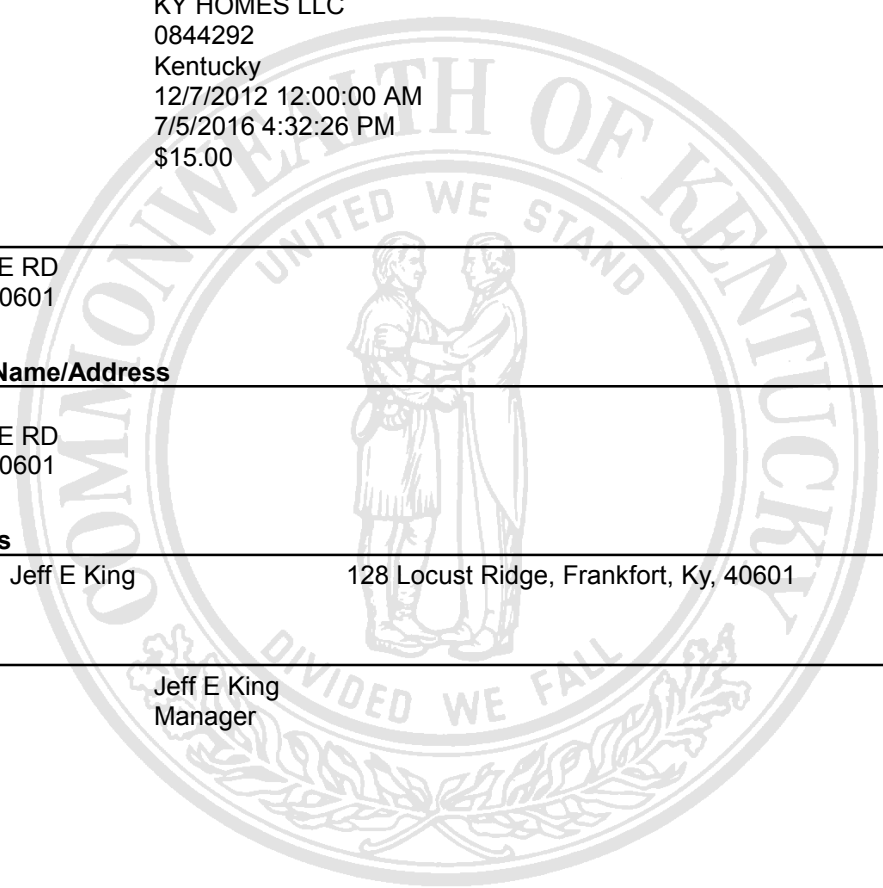 KY HOMES LLC
0844292
Kentucky
12/7/2012 12:00:00 AM
7/5/2016 4:32:26 PM
$15.00
COMMONWEALTH OF KENTUCKY
UNITED WE STAND
E RD
0601
Name/Address
E RD
0601
s
Jeff E King 128 Locust Ridge, Frankfort, Ky, 40601
DIVIDED WE FALL
Jeff E King
Manager